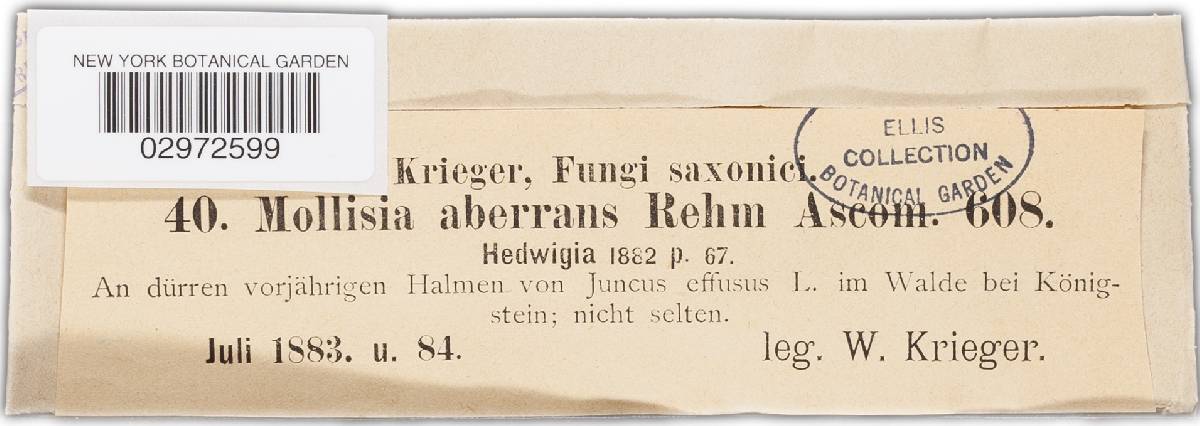 NEW YORK BOTANICAL GARDEN
02972599
ELLIS
COLLECTION
BOTANICAL GARDEN
Krieger, Fungi saxonici.
40. Mollisia aberrans Rehm Ascom. 608.
Hedwigia 1882 p. 67.
An dürren vorjährigen Halmen von Juncus effusus L. im Walde bei König-
stein; nicht selten.
Juli 1883. u. 84.
leg. W. Krieger.